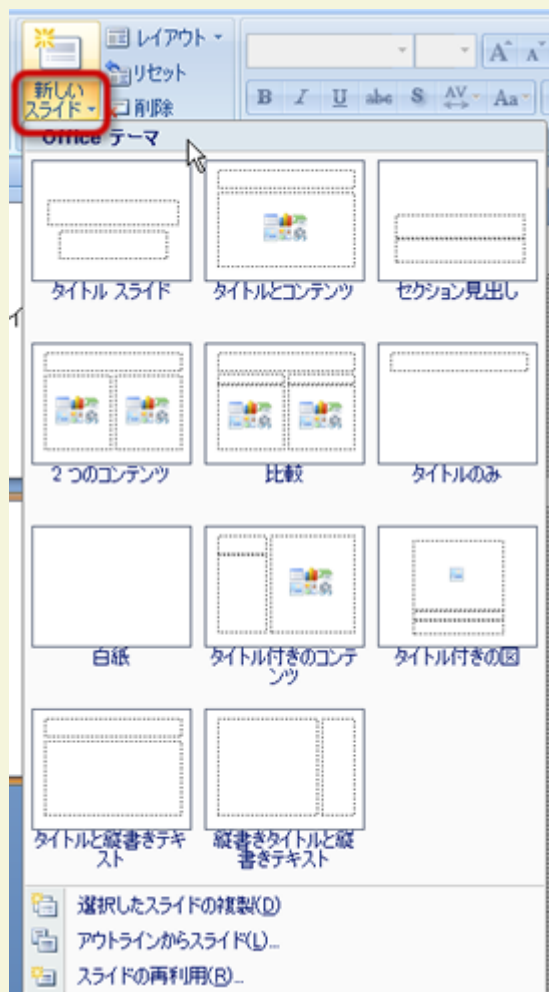 レイアウト
リセット
削除
新しい
スライド
B I U abc S AV Aa
A A
Office テーマ
イ
タイトル スライド
タイトルとコンテンツ
セクション見出し
2 つのコンテンツ
比較
タイトルのみ
白紙
タイトル付きのコンテ
ンツ
タイトル付きの図
タイトルと縦書きテキ
スト
縦書きタイトルと縦
書きテキスト
選択したスライドの複製(D)
アウトラインからスライド(L)...
スライドの再利用(R)...